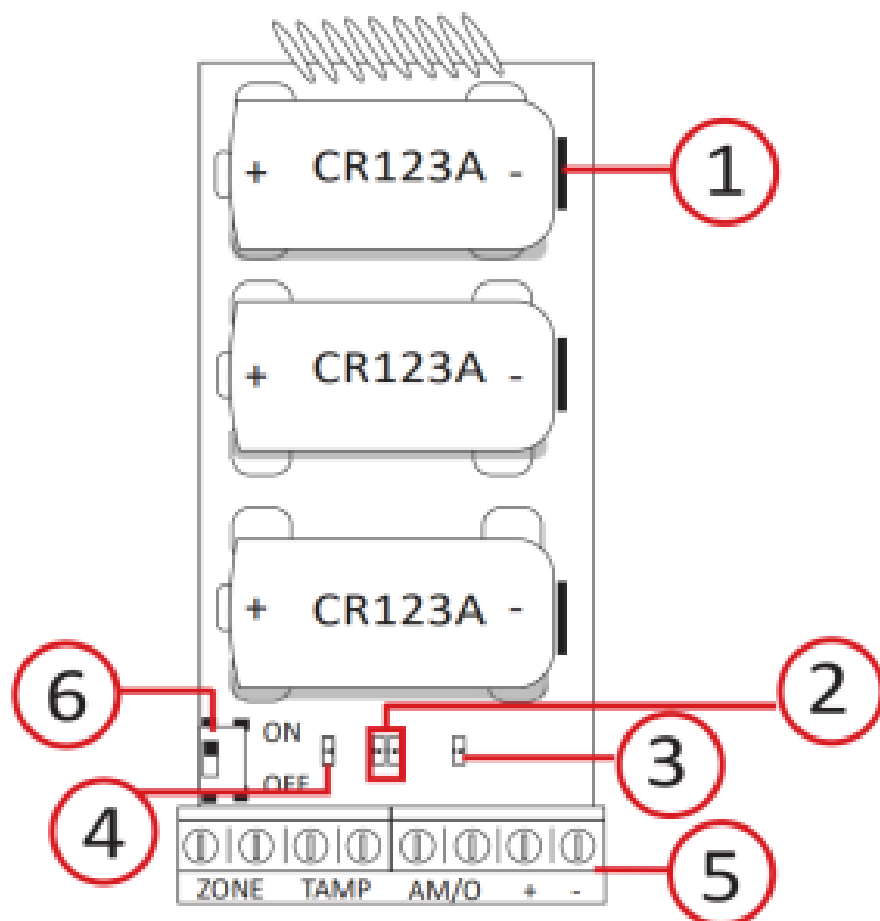 + CR123A -
1
+ CR123A -
+ CR123A -
2
6
ON
3
OFF
4
5
ZONE TAMP AM/O + -